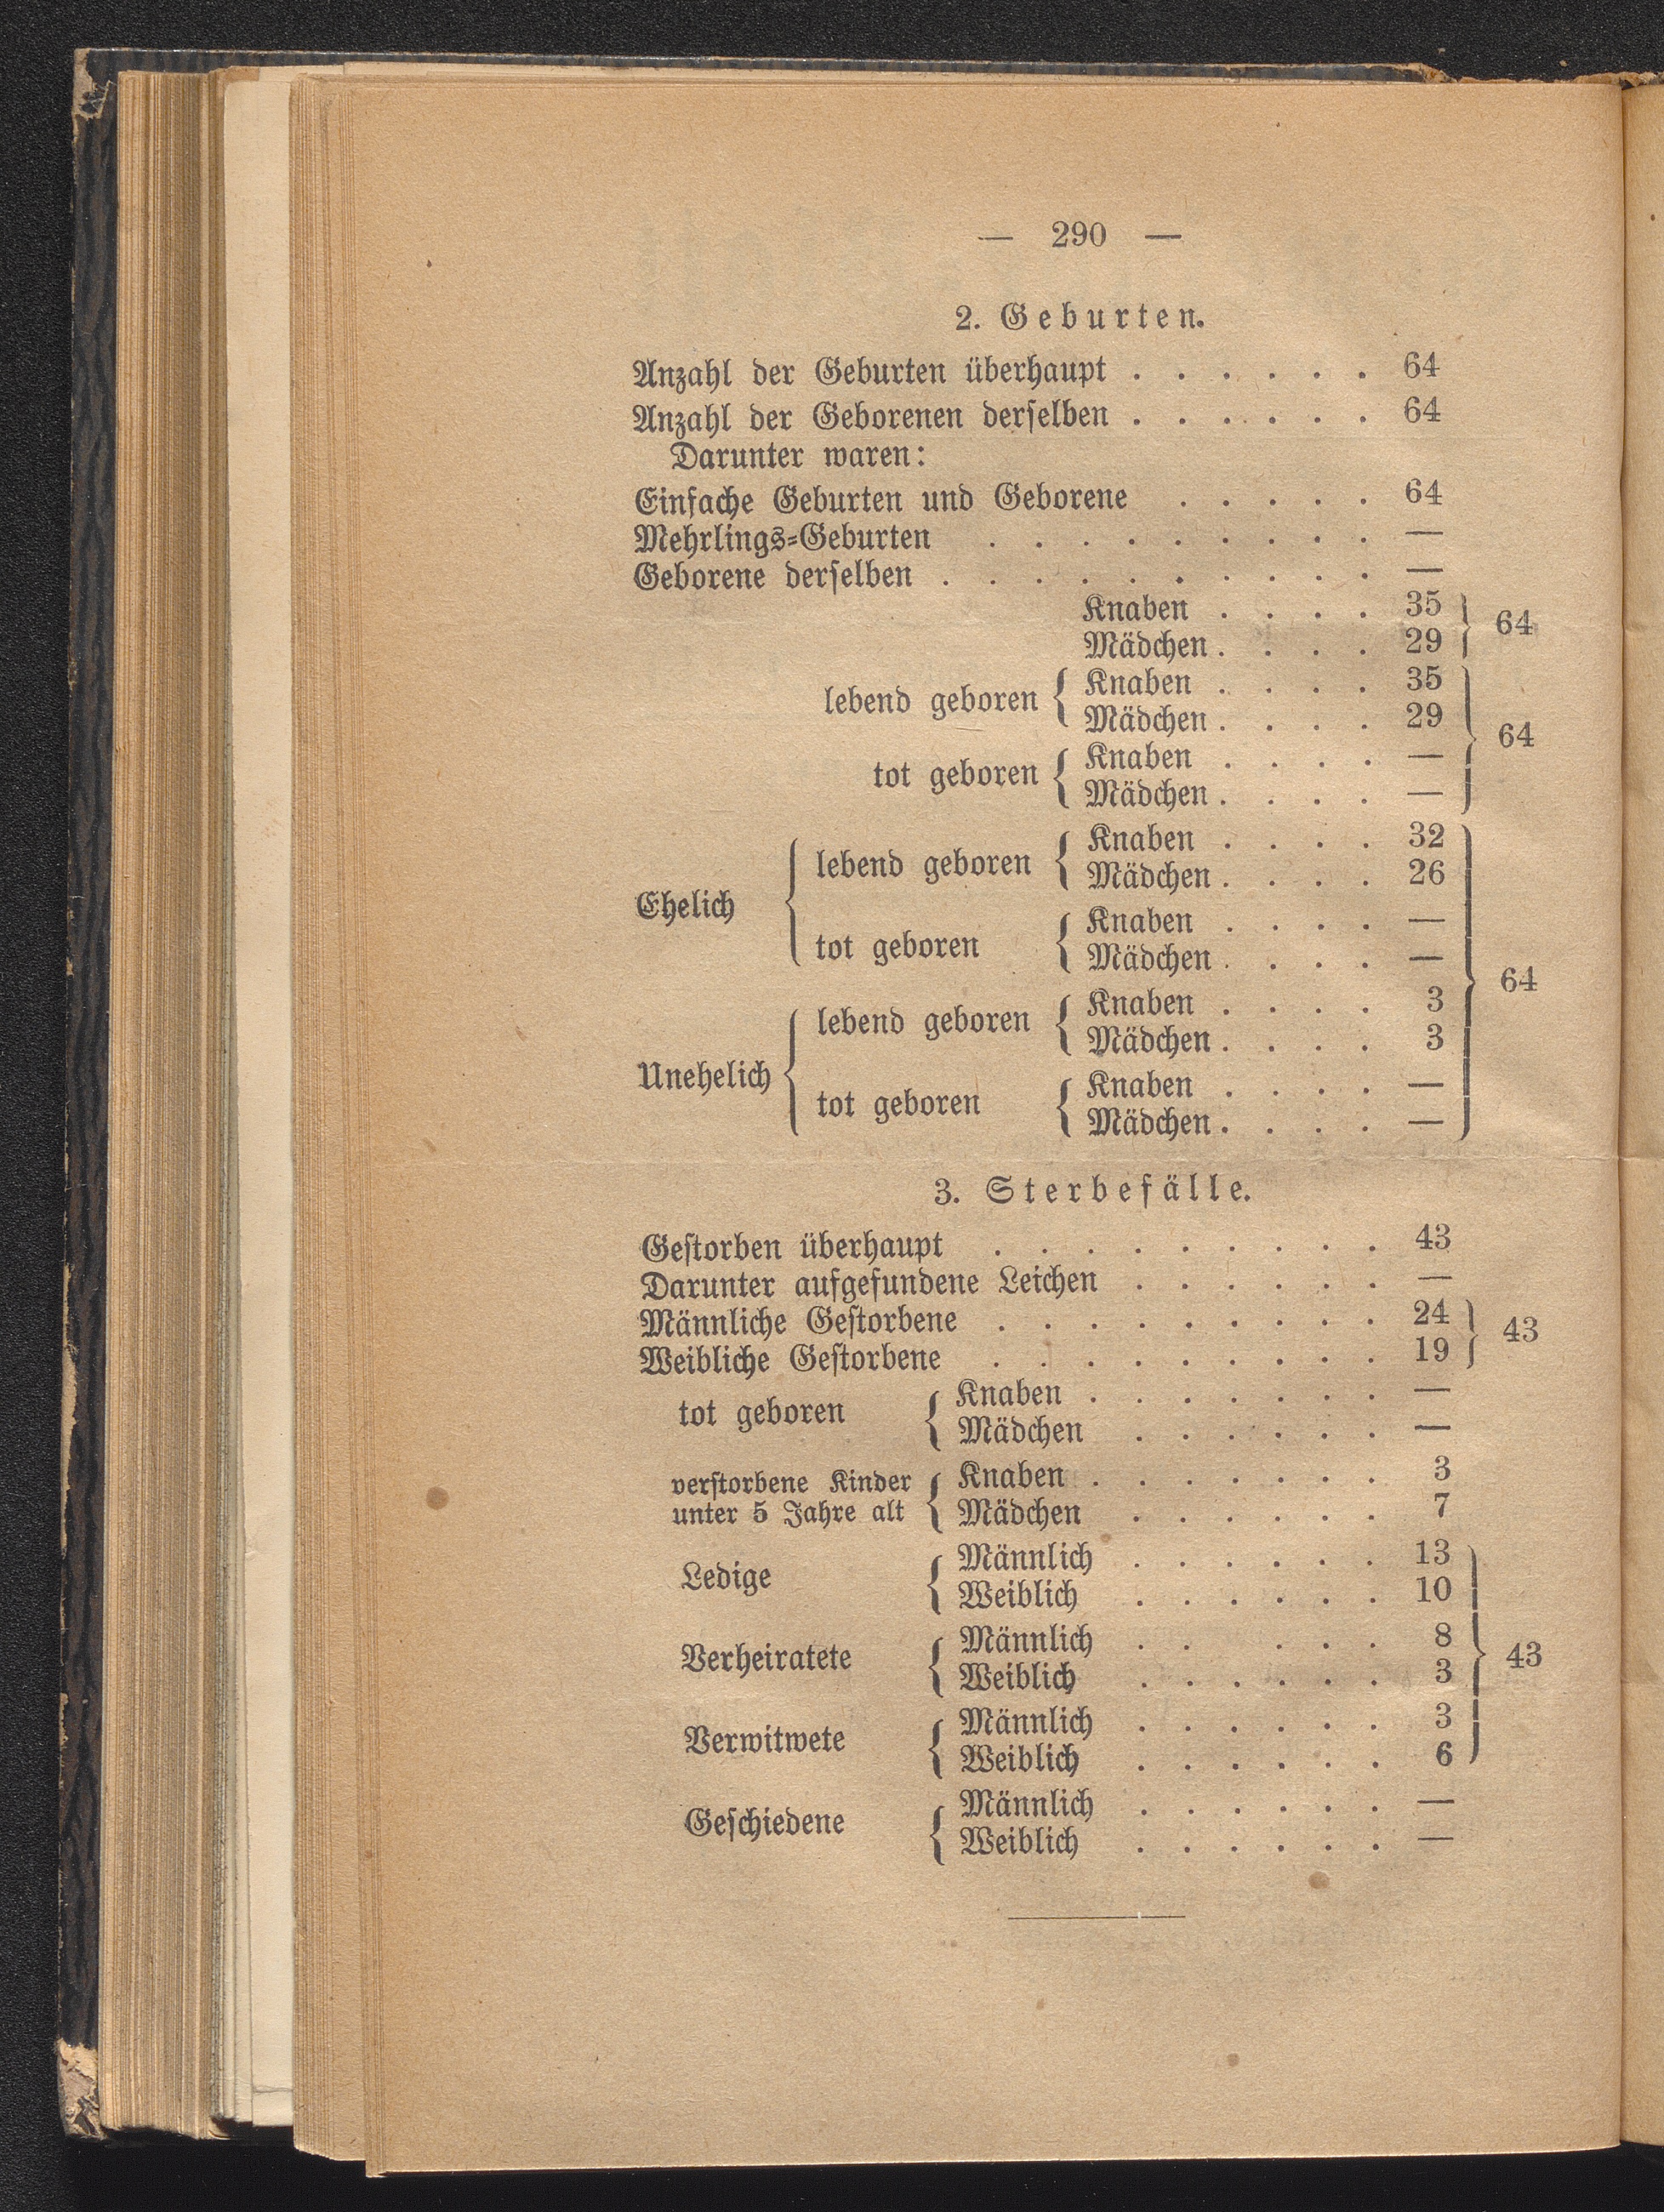 — 290 —
2. Geburten.
Anzahl der Geburten überhaupt . . . . . . 64
Anzahl der Geborenen derselben . . . . . . 64
Darunter waren:
Einfache Geburten und Geborene . . . . . 64
Mehrlings-Geburten . . . . . . . . . —
Geborene derselben . . . . . . . . . . —
Knaben . . . . 35
64
Mädchen . . . . 29
Knaben . . . . 35
lebend geboren
Mädchen . . . . 29
64
Knaben . . . . —
tot geboren
Mädchen . . . . —
Knaben . . . . 32
lebend geboren
Mädchen . . . . 26
Ehelich
Knaben . . . . —
tot geboren
Mädchen . . . . —
64
Knaben . . . . 3
lebend geboren
Mädchen . . . . 3
Unehelich
Knaben . . . . —
tot geboren
Mädchen . . . . —
3. Sterbefälle.
Gestorben überhaupt . . . . . . . . . 43
Darunter aufgefundene Leichen . . . . . . —
Männliche Gestorbene . . . . . . . . . 24
43
Weibliche Gestorbene . . . . . . . . . 19
Knaben . . . . . . . —
tot geboren
Mädchen . . . . . . —
verstorbene Kinder Knaben . . . . . . . 3
unter 5 Jahre alt Mädchen . . . . . . 7
Männlich . . . . . . 13
Ledige
Weiblich . . . . . . 10
Männlich . . . . . 8
Verheiratete 43
Weiblich . . . . . . 3
Männlich . . . . . . 3
Verwitwete
Weiblich . . . . . . 6
Männlich . . . . . . —
Geschiedene
Weiblich . . . . . . —